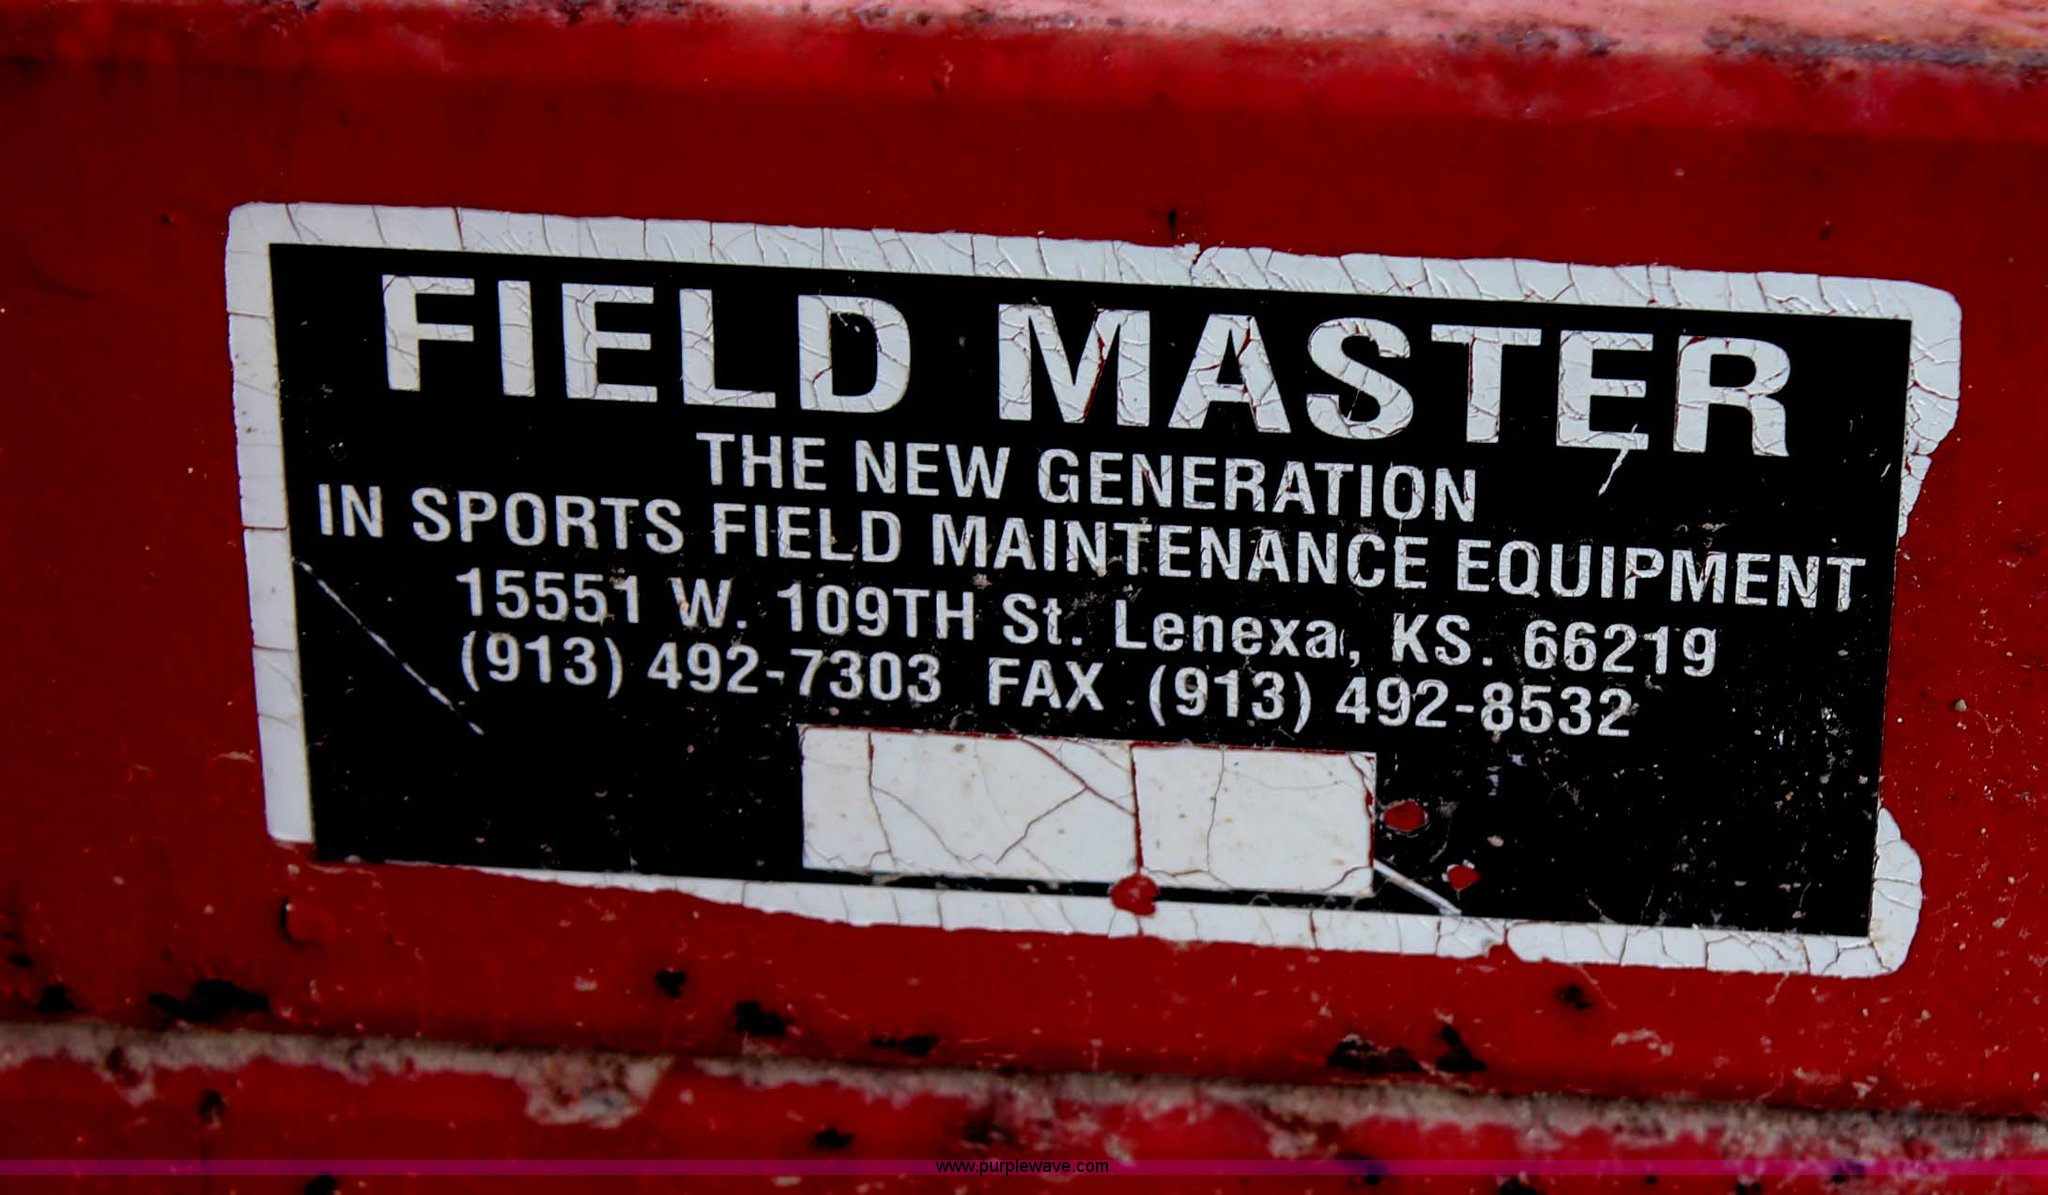 FIELD MASTER
THE NEW GENERATION
IN SPORTS FIELD MAINTENANCE EQUIPMENT
15551 W. 109TH St. Lenexa, KS. 66219
(913) 492-7303 FAX (913) 492-8532
www.purplewave.com